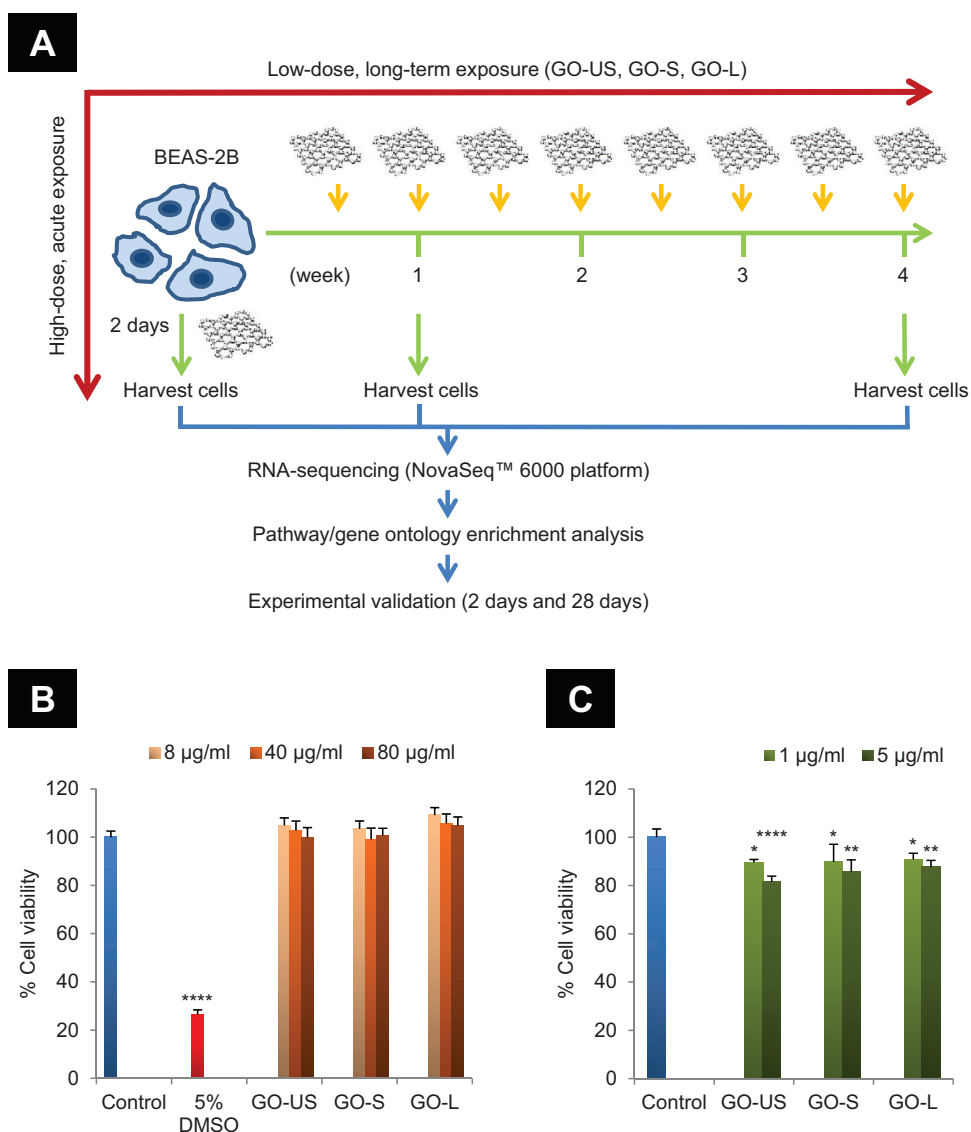 A
Low-dose, long-term exposure (GO-US, GO-S, GO-L)
High-dose, acute exposure
BEAS-2B
(week)
1
2
3
4
2 days
Harvest cells
Harvest cells
Harvest cells
RNA-sequencing (NovaSeq™ 6000 platform)
Pathway/gene ontology enrichment analysis
Experimental validation (2 days and 28 days)
B
8 µg/ml
40 µg/ml
80 µg/ml
% Cell viability
120
100
80
60
40
20
0
****
Control
5%
DMSO
GO-US
GO-S
GO-L
C
1 µg/ml
5 µg/ml
% Cell viability
120
100
80
60
40
20
0
*
****
*
**
*
**
Control
GO-US
GO-S
GO-L